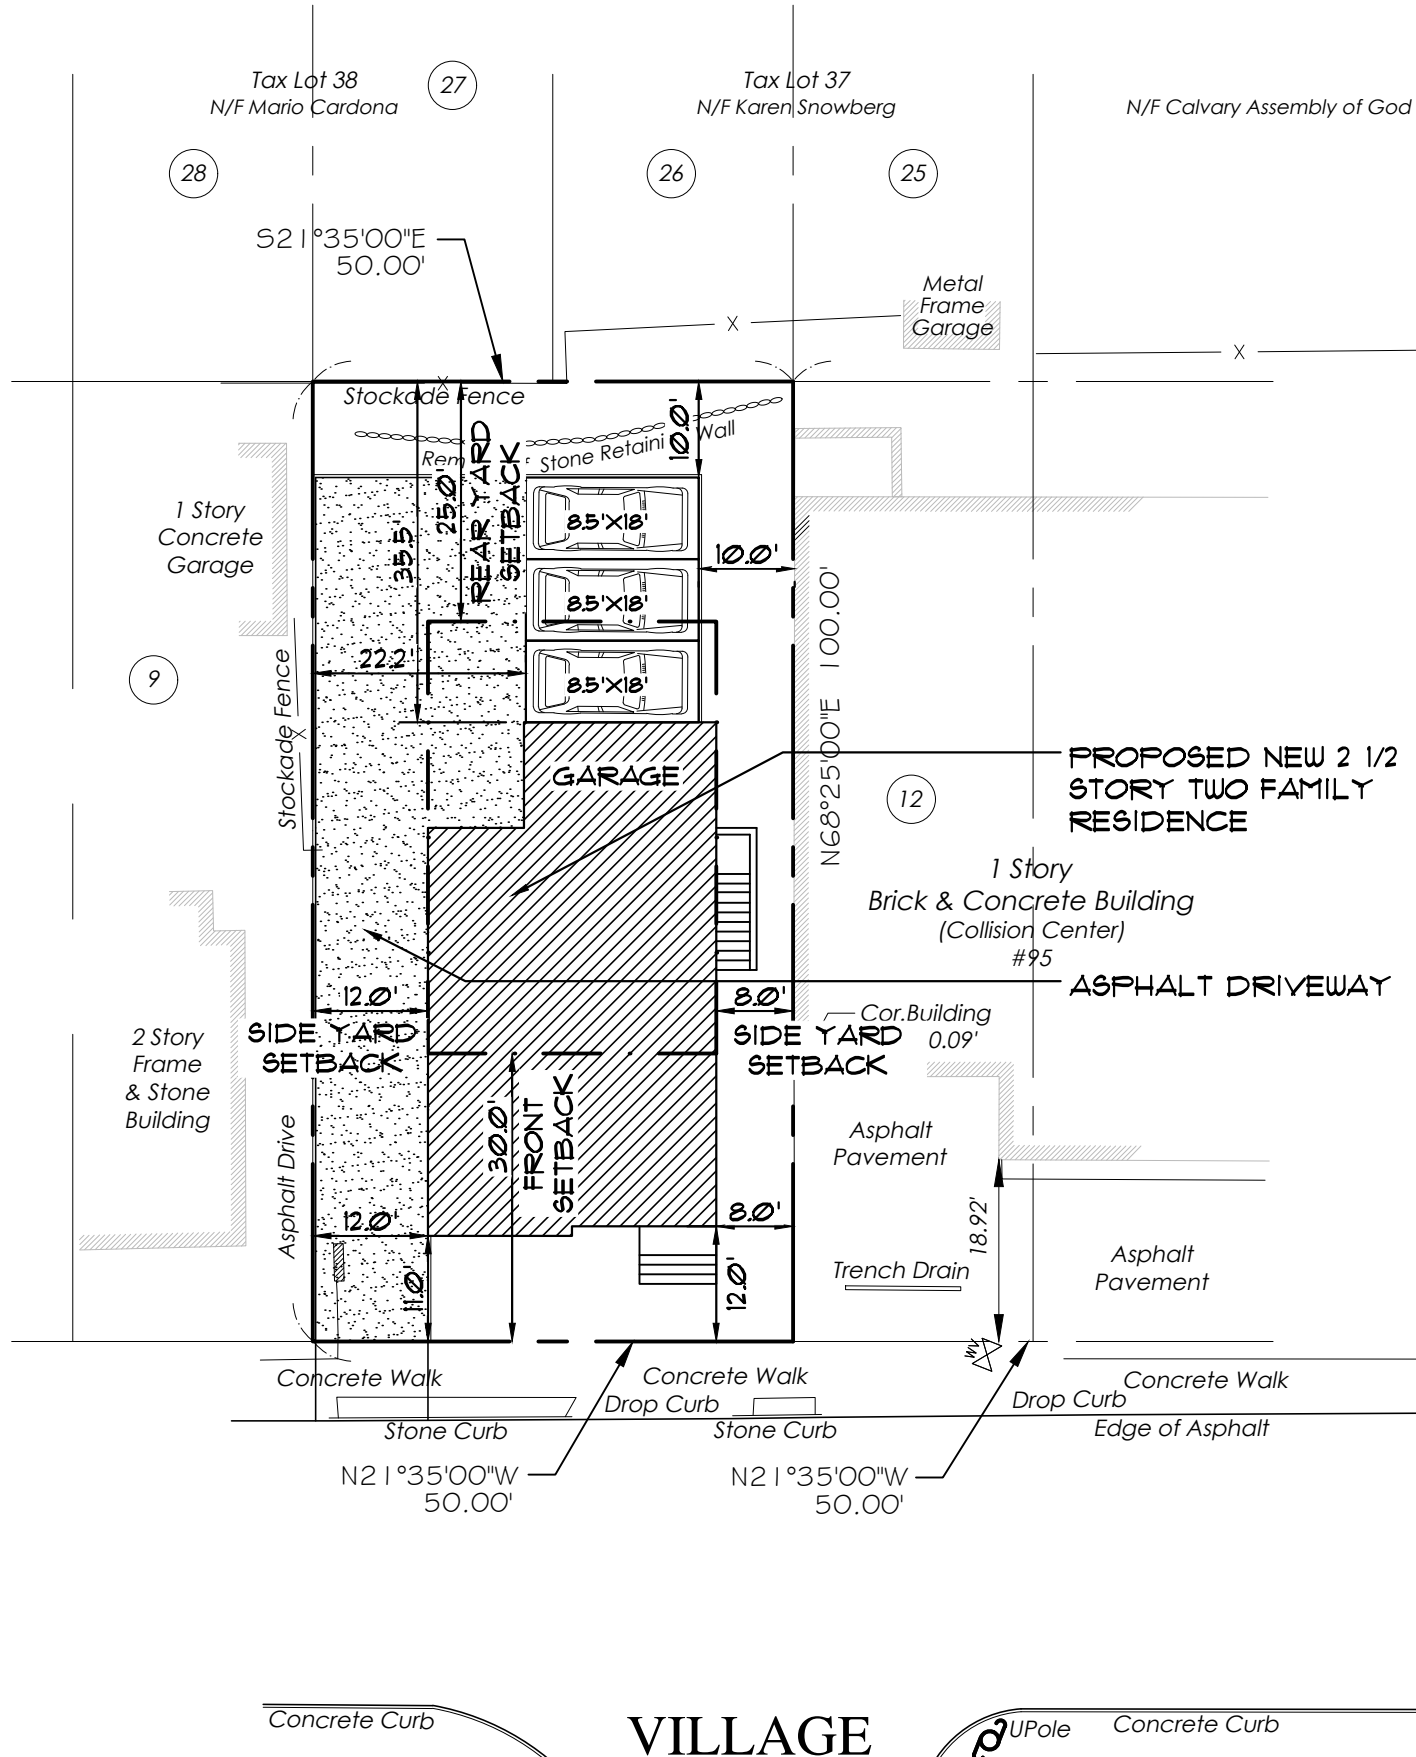 Tax Lot 38
N/F Mario Cardona
27
Tax Lot 37
N/F Karen Snowberg
N/F Calvary Assembly of God
28
26
25
S21°35'00"E
50.00'
Metal
Frame
Garage
X
X
X
Stockade Fence
10.0'
Stone Retaini Wall
Rem
25.0'
REAR YARD
SETBACK
35.5'
1 Story
Concrete
Garage
8.5'X18'
10.0'
8.5'X18'
N68°25'00"E 100.00'
22.2'
8.5'X18'
9
Stockade Fence
X
GARAGE
PROPOSED NEW 2 1/2
STORY TWO FAMILY
RESIDENCE
12
1 Story
Brick & Concrete Building
(Collision Center)
#95
ASPHALT DRIVEWAY
12.0'
8.0'
Cor.Building
0.09'
SIDE YARD
SETBACK
SIDE YARD
SETBACK
2 Story
Frame
& Stone
Building
30.0'
FRONT
SETBACK
Asphalt Drive
Asphalt
Pavement
12.0'
8.0'
18.92'
11.0'
12.0'
Trench Drain
Asphalt
Pavement
WV
Concrete Walk
Concrete Walk
Concrete Walk
Drop Curb
Drop Curb
Stone Curb
Stone Curb
Edge of Asphalt
N21°35'00"W
50.00'
N21°35'00"W
50.00'
Concrete Curb
VILLAGE
UPole
Concrete Curb